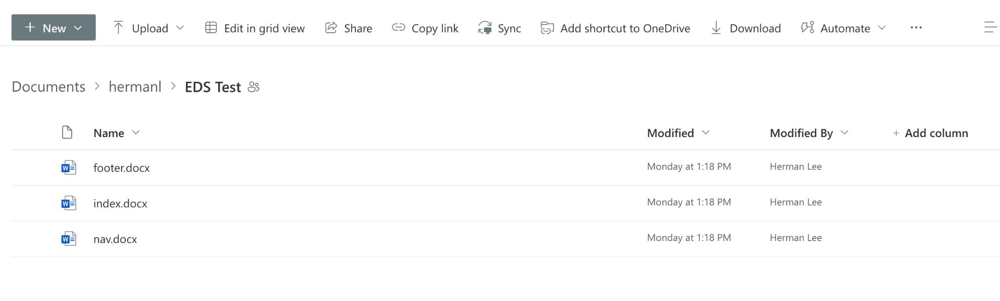 + New Upload Edit in grid view Share Copy link Sync Add shortcut to OneDrive Download Automate ...
Documents > hermanl > EDS Test
Name Modified Modified By + Add column
footer.docx Monday at 1:18 PM Herman Lee
index.docx Monday at 1:18 PM Herman Lee
nav.docx Monday at 1:18 PM Herman Lee